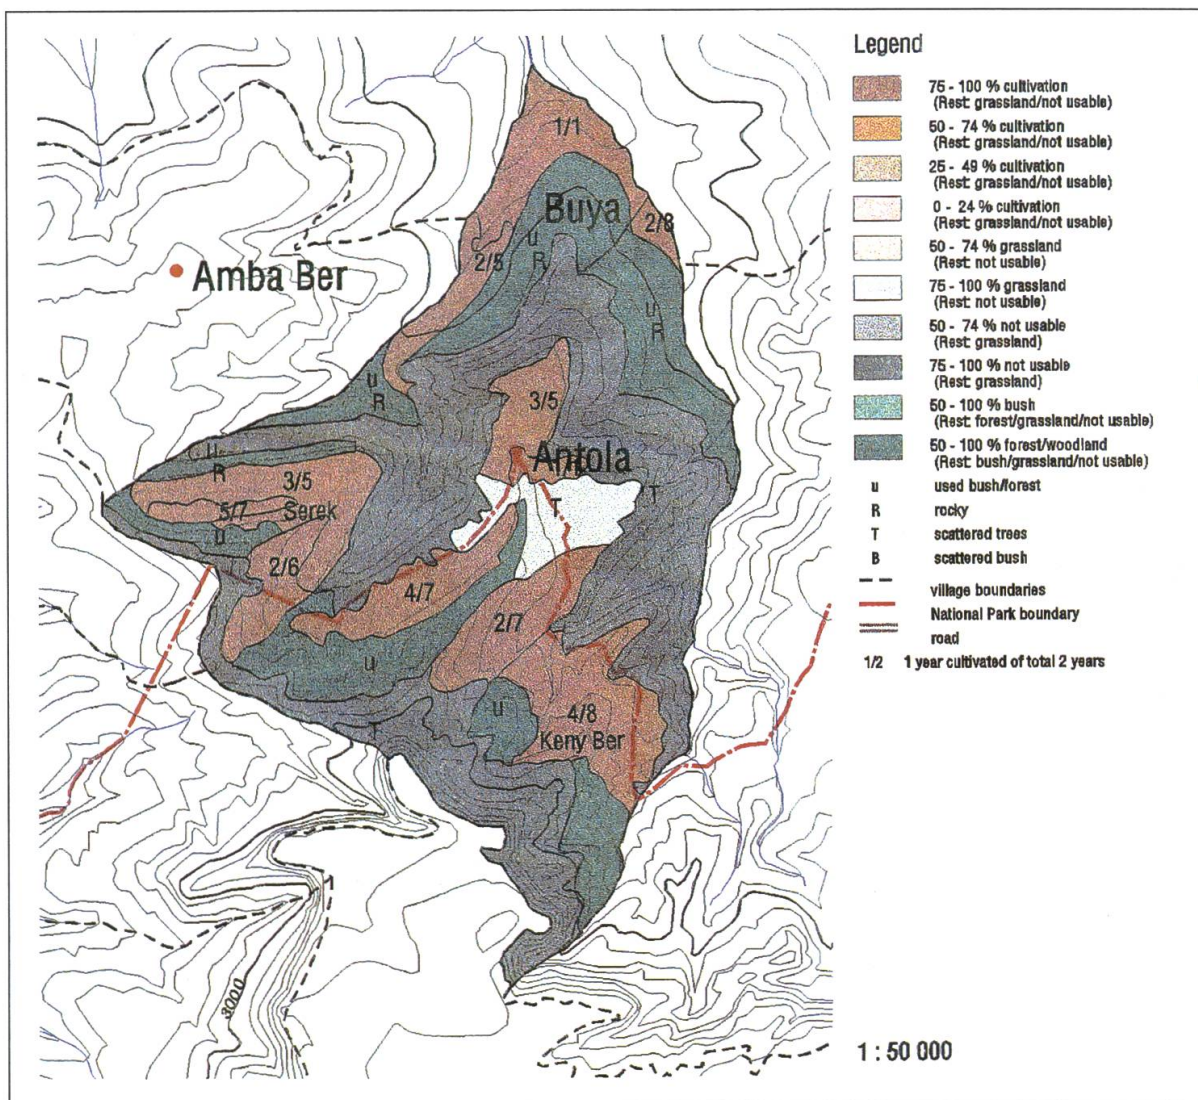 Legend
75 - 100 % cultivation
(Rest: grassland/not usable)
50 - 74 % cultivation
(Rest: grassland/not usable)
25 - 49 % cultivation
(Rest: grassland/not usable)
0 - 24 % cultivation
(Rest: grassland/not usable)
50 - 74 % grassland
(Rest: not usable)
75 - 100 % grassland
(Rest: not usable)
50 - 74 % not usable
(Rest: grassland)
75 - 100 % not usable
(Rest: grassland)
50 - 100 % bush
(Rest: forest/grassland/not usable)
50 - 100 % forest/woodland
(Rest: bush/grassland/not usable)
u used bush/forest
R rocky
T scattered trees
B scattered bush
village boundaries
National Park boundary
road
1/2 1 year cultivated of total 2 years
1 : 50 000
1/1
Buya
2/8
u
R
2/5
Amba Ber
u
R
u
R
3/5
Antola
u
R
3/5
T
5/7
Serek
T
u
2/6
4/7
2/7
u
u
4/8
Keny Ber
T
3000